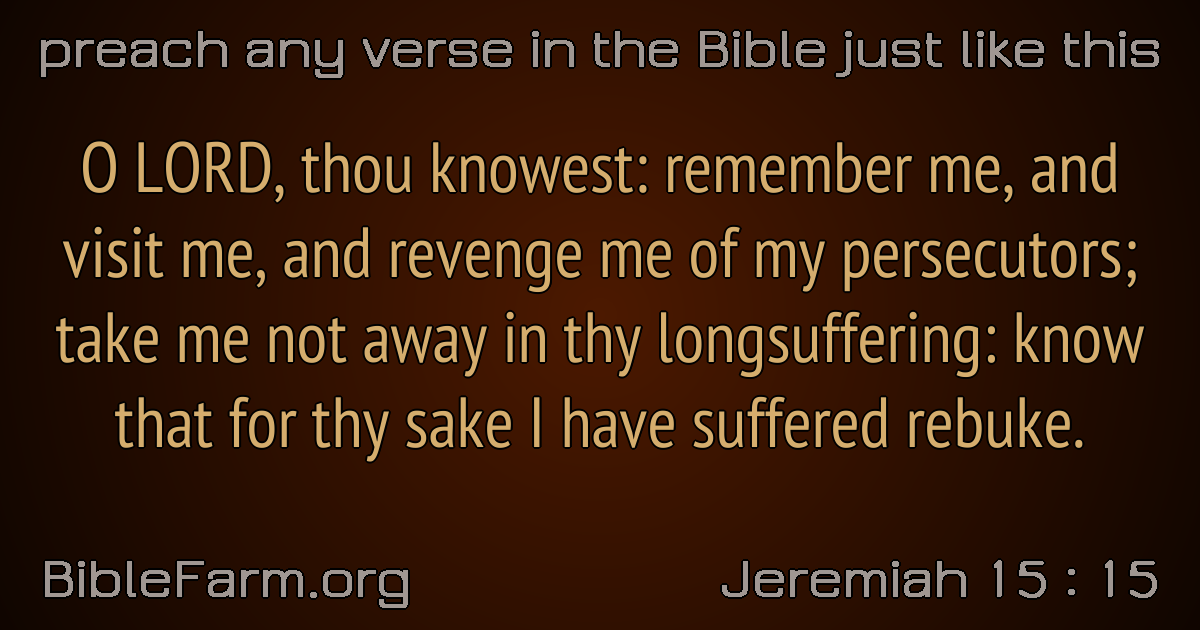 preach any verse in the Bible just like this
O LORD, thou knowest: remember me, and
visit me, and revenge me of my persecutors;
take me not away in thy longsuffering: know
that for thy sake I have suffered rebuke.
BibleFarm.org
Jeremiah 15 : 15